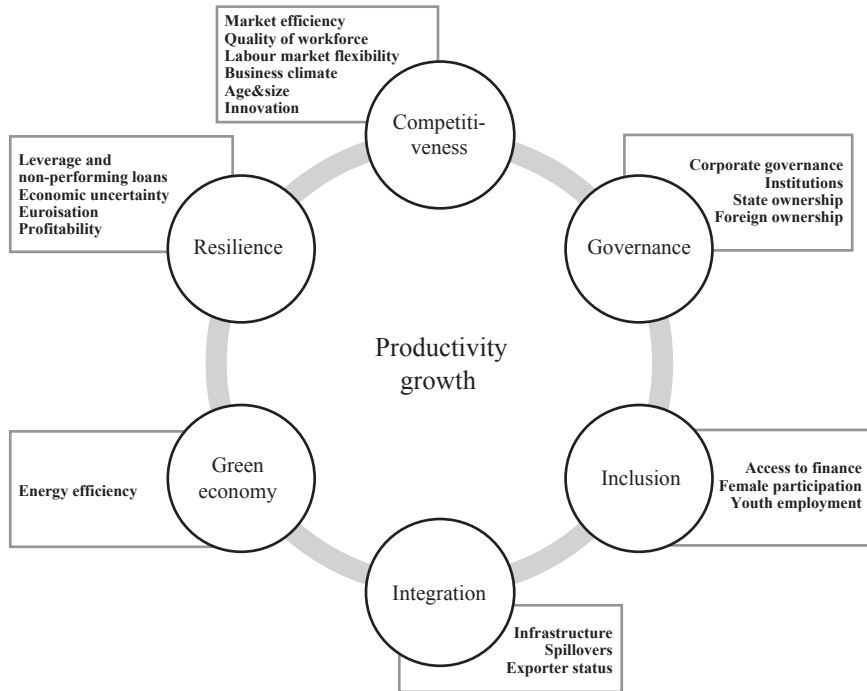 Market efficiency
Quality of workforce
Labour market flexibility
Business climate
Age&size
Innovation
Competiti-
veness
Leverage and
non-performing loans
Economic uncertainty
Euroisation
Profitability
Resilience
Corporate governance
Institutions
State ownership
Foreign ownership
Governance
Productivity
growth
Energy efficiency
Green
economy
Inclusion
Access to finance
Female participation
Youth employment
Integration
Infrastructure
Spillovers
Exporter status